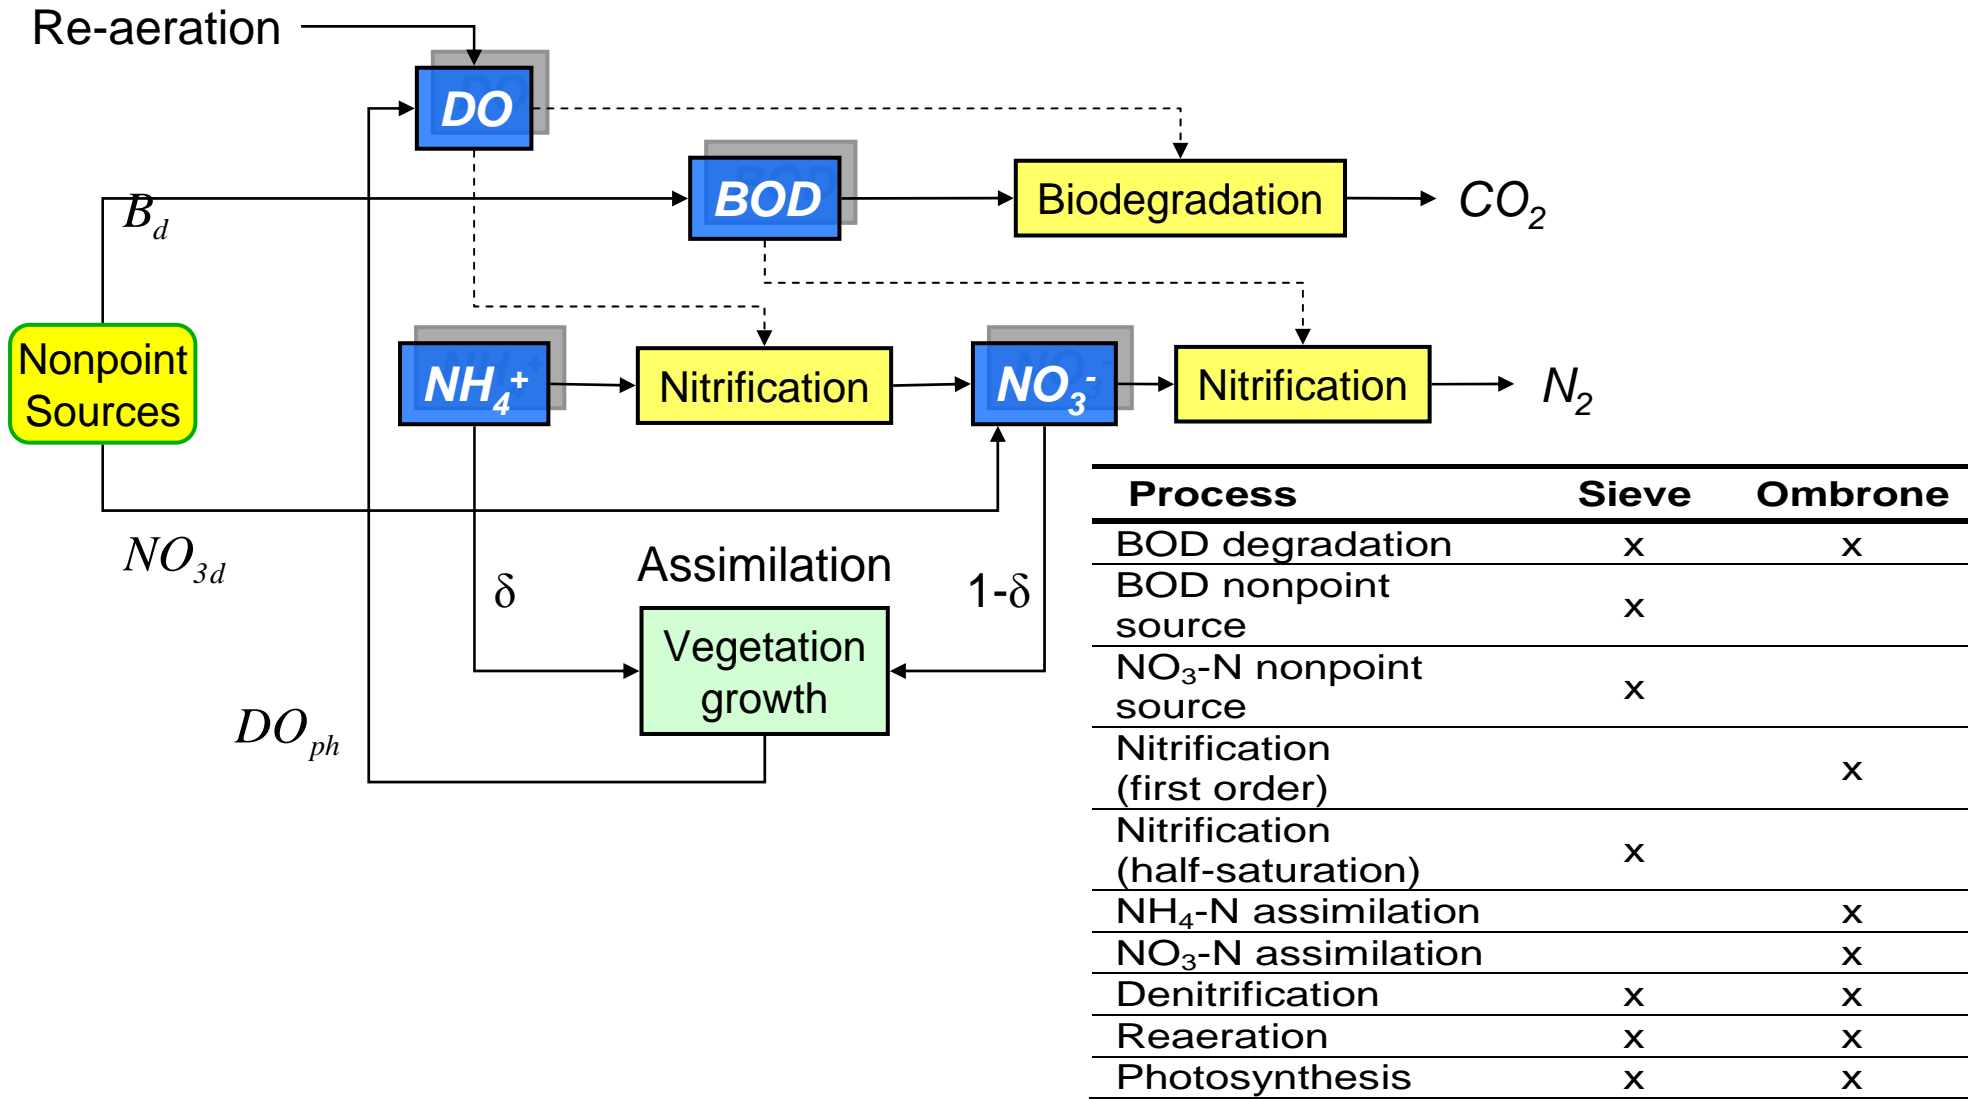 Re-aeration
DO
BOD
Biodegradation
CO₂
B_d
Nonpoint
Sources
NH₄⁺
Nitrification
NO₃⁻
Nitrification
N₂
NO₃d
Assimilation
δ
1-δ
Vegetation
growth
DO_ph
Process Sieve Ombrone
BOD degradation x x
BOD nonpoint
source x
NO₃-N nonpoint
source x
Nitrification
(first order) x
Nitrification
(half-saturation) x
NH₄-N assimilation x
NO₃-N assimilation x
Denitrification x x
Reaeration x x
Photosynthesis x x